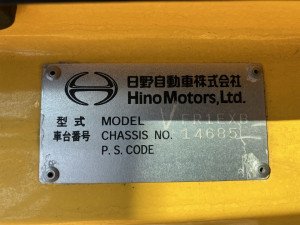 日野自動車株式会社
Hino Motors, Ltd.
型式 MODEL
車台番号 CHASSIS NO. 14685
P. S. CODE